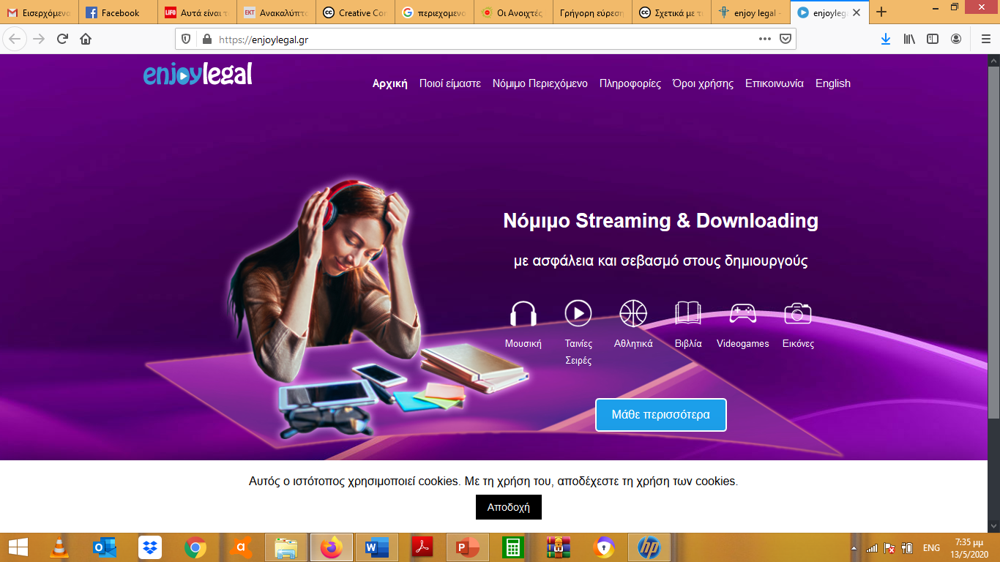 Εισερχόμενα
Facebook
Αυτά είναι τ
Ανακαλύπτο
Creative Com
περιεχομενο
Οι Ανοιχτές
Γρήγορη εύρεση
Σχετικά με τ
enjoy legal -
enjoylega
https://enjoylegal.gr
enjoylegal
Αρχική Ποιοί είμαστε Νόμιμο Περιεχόμενο Πληροφορίες Όροι χρήσης Επικοινωνία English
Νόμιμο Streaming & Downloading
με ασφάλεια και σεβασμό στους δημιουργούς
Μουσική Ταινίες Αθλητικά Βιβλία Videogames Εικόνες
Σειρές
Μάθε περισσότερα
Αυτός ο ιστότοπος χρησιμοποιεί cookies. Με τη χρήση του, αποδέχεστε τη χρήση των cookies.
Αποδοχή
ENG
7:35 μμ
13/5/2020